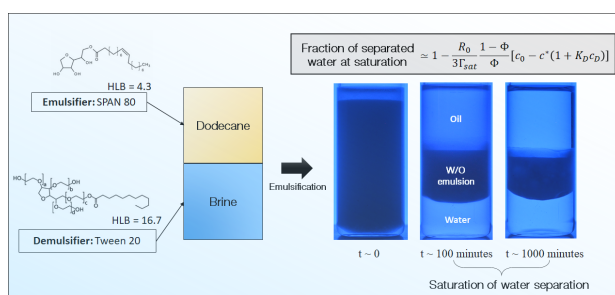 HLB = 4.3
Emulsifier: SPAN 80
Dodecane
Brine
HLB = 16.7
Demulsifier: Tween 20
Emulsification
Fraction of separated water at saturation ≃ 1 − R₀/3Γsat (1 − Φ)/Φ [c₀ − c*(1 + K_D c_D)]
Oil
W/O emulsion
Water
t ~ 0
t ~ 100 minutes
t ~ 1000 minutes
Saturation of water separation